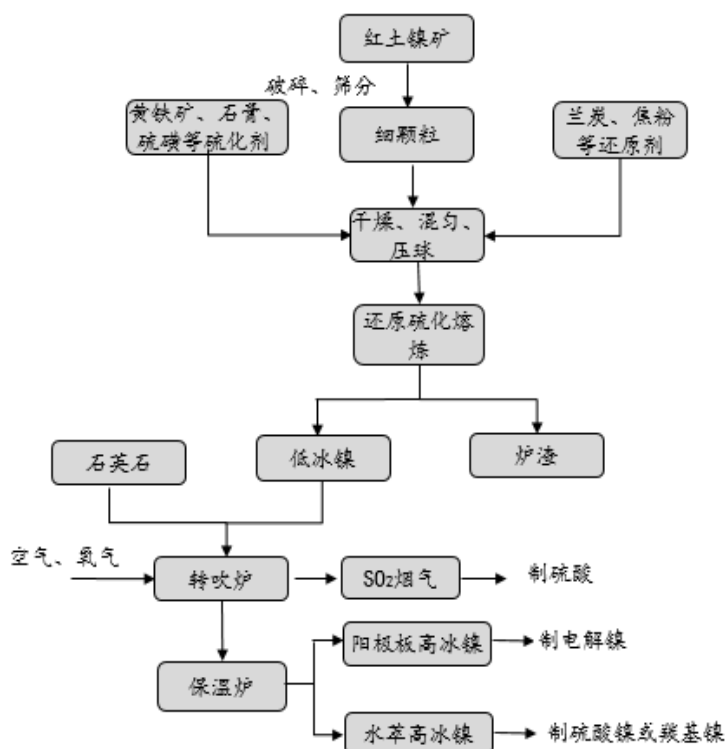 红土镍矿
破碎、筛分
黄铁矿、石膏、
硫磺等硫化剂
细颗粒
兰炭、焦粉
等还原剂
干燥、混匀、
压球
还原硫化熔
炼
石英石
低冰镍
炉渣
空气、氧气
转吹炉
SO₂烟气
制硫酸
保温炉
阳极板高冰镍
制电解镍
水萃高冰镍
制硫酸镍或羰基镍